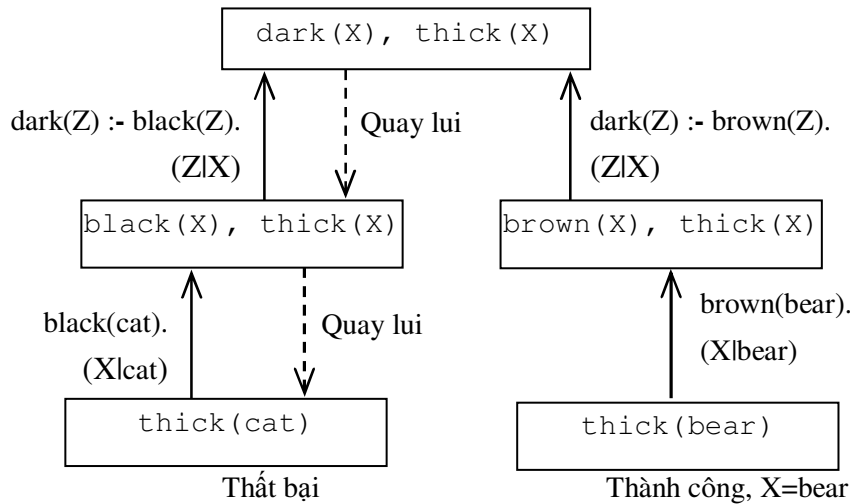 dark(X), thick(X)
dark(Z) :- black(Z).
(Z|X)
Quay lui
dark(Z) :- brown(Z).
(Z|X)
black(X), thick(X)
brown(X), thick(X)
black(cat).
(X|cat)
Quay lui
brown(bear).
(X|bear)
thick(cat)
thick(bear)
Thất bại
Thành công, X=bear